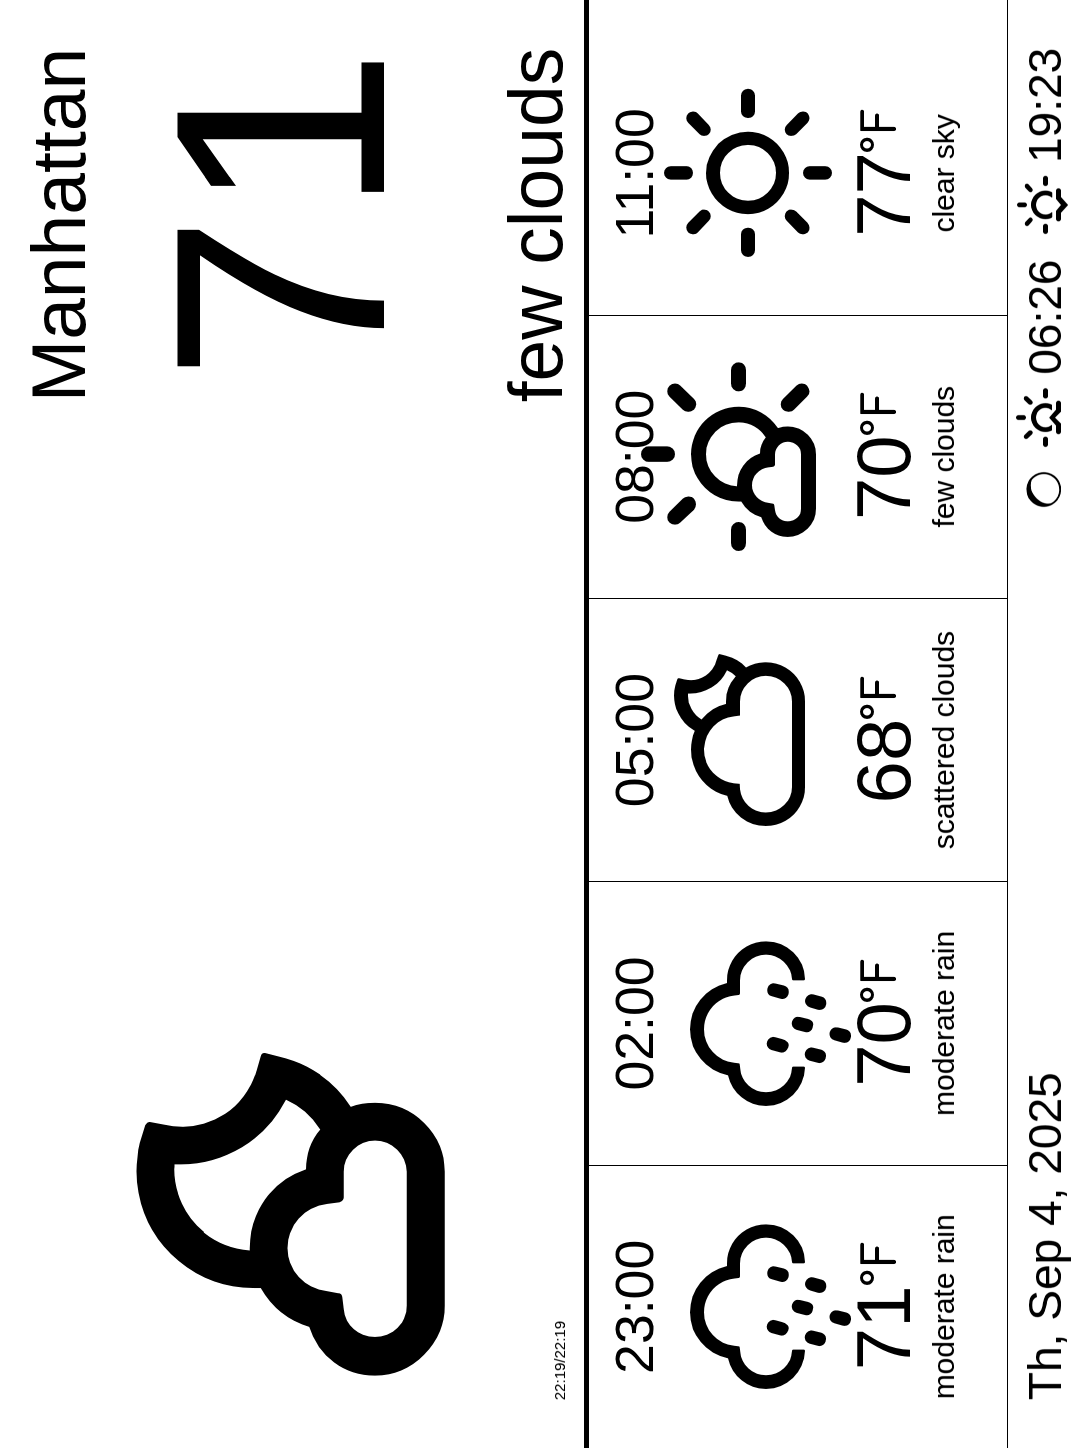 Manhattan
71
few clouds
22:19/22:19
23:00
71°F
moderate rain
02:00
70°F
moderate rain
05:00
68°F
scattered clouds
08:00
70°F
few clouds
11:00
77°F
clear sky
Th, Sep 4, 2025
06:26 19:23